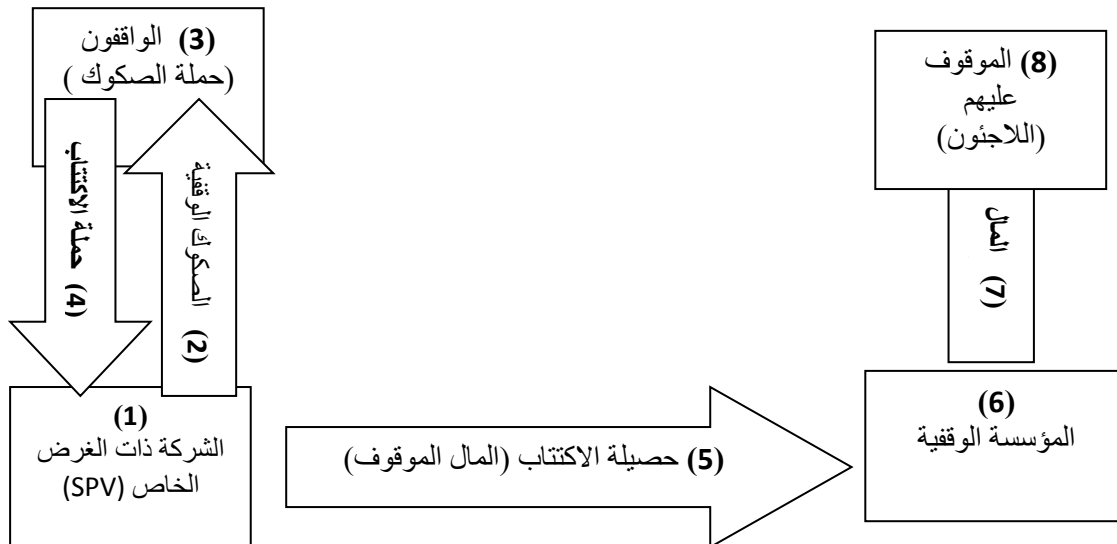 (3) الواقفون
(حملة الصكوك )
(8) الموقوف
عليهم
(اللاجئون)
حملة الاكتتاب (4)
الصكوك الوقفية (2)
المال (7)
(1)
الشركة ذات الغرض
الخاص (SPV)
(5) حصيلة الاكتتاب (المال الموقوف)
(6)
المؤسسة الوقفية